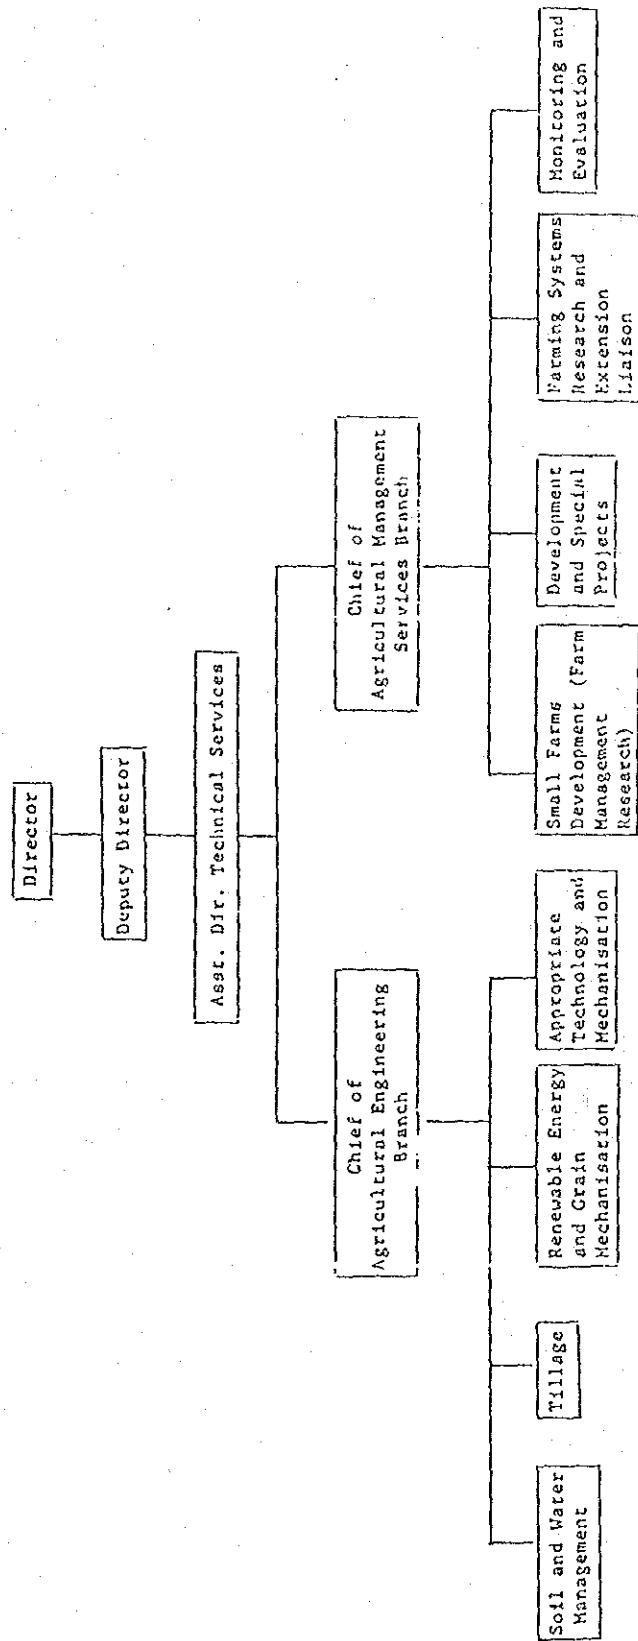 Director
Deputy Director
Asst. Dir. Technical Services
Chief of
Agricultural Engineering
Branch
Chief of
Agricultural Management
Services Branch
Soil and Water
Management
Tillage
Renewable Energy
and Grain
Mechanisation
Appropriate
Technology and
Mechanisation
Small Farms
Development (Farm
Management
Research)
Development
and Special
Projects
Farming Systems
Research and
Extension
Liaison
Monitoring and
Evaluation